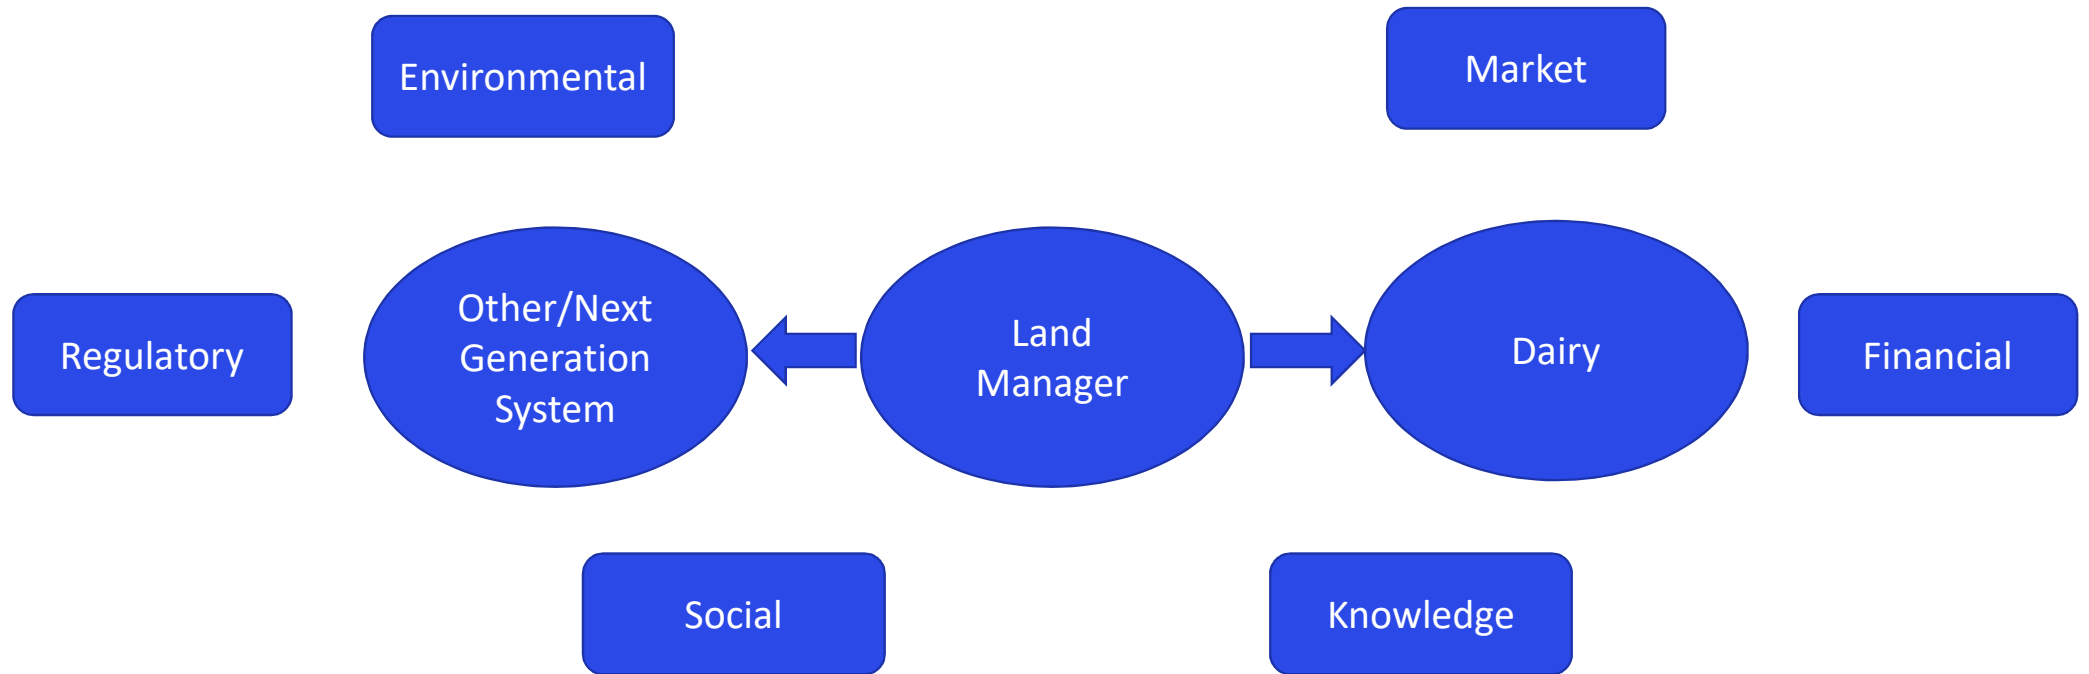 Environmental
Market
Regulatory
Other/Next
Generation
System
Land
Manager
Dairy
Financial
Social
Knowledge